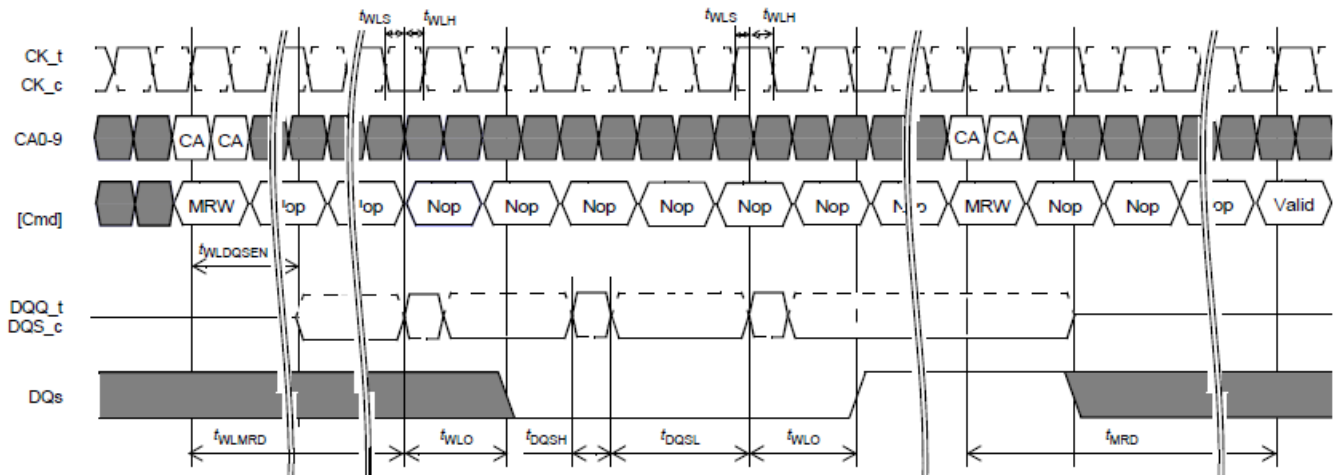 tWLS tWLH tWLS tWLH
CK_t
CK_c
CA0-9 CA CA CA CA
[Cmd] MRW Nop Nop Nop Nop Nop Nop Nop MRW Nop Nop Valid
tWLDQSEN
DQQ_t
DQS_c
DQs
tWLMRD tWLO tDQSH tDQSL tWLO tMRD